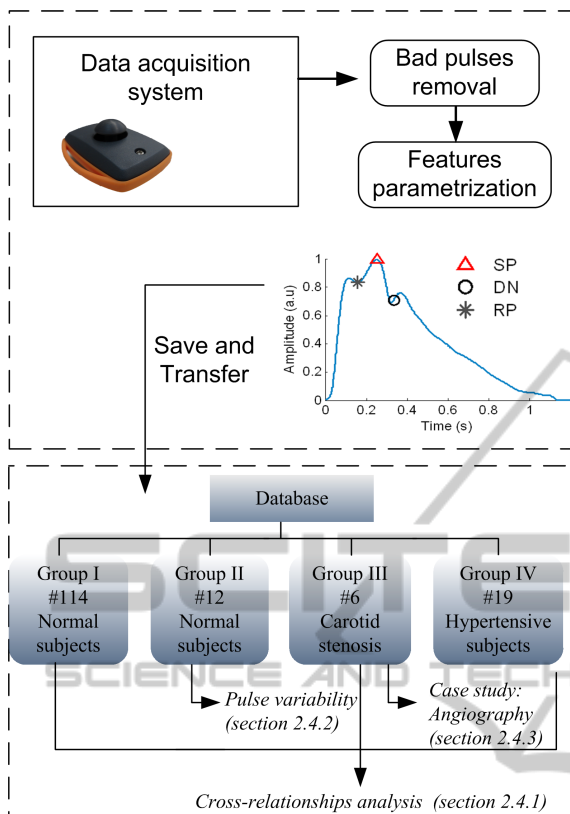 Data acquisition
system
Bad pulses
removal
Features
parametrization
Save and
Transfer
Amplitude (a.u)
1
0.8
0.6
0.4
0.2
0
0 0.2 0.4 0.6 0.8 1
Time (s)
SP
DN
RP
Database
Group I
#114
Normal
subjects
Group II
#12
Normal
subjects
Group III
#6
Carotid
stenosis
Group IV
#19
Hypertensive
subjects
SCITE
SCIENCE AND TECH
Pulse variability
(section 2.4.2)
Case study:
Angiography
(section 2.4.3)
Cross-relationships analysis (section 2.4.1)